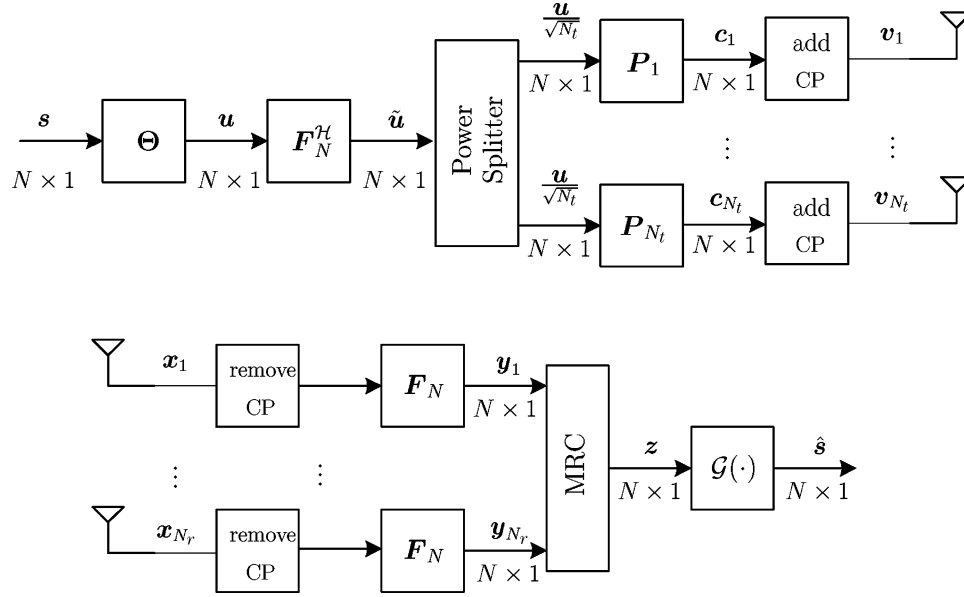 s
N × 1
Θ
u
N × 1
F_N^ℋ
ũ
N × 1
Power
Splitter
u/√N_t
N × 1
P_1
c_1
N × 1
add
CP
v_1
⋮
⋮
u/√N_t
N × 1
P_{N_t}
c_{N_t}
N × 1
add
CP
v_{N_t}
x_1
remove
CP
F_N
y_1
N × 1
⋮
⋮
x_{N_r}
remove
CP
F_N
y_{N_r}
N × 1
MRC
z
N × 1
𝒢(·)
ŝ
N × 1